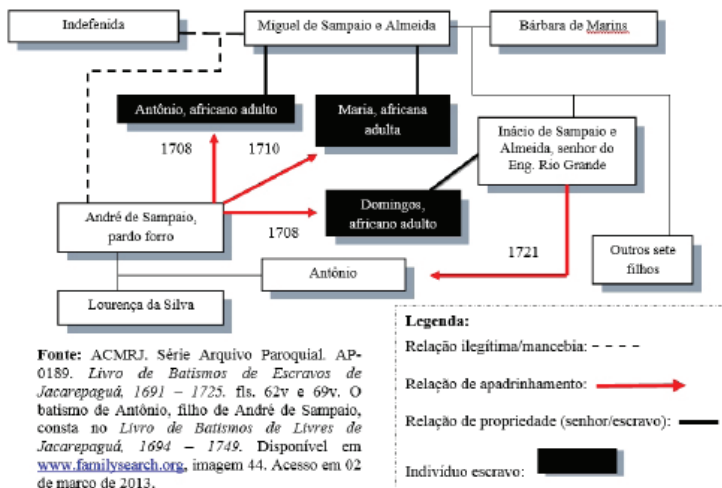 Indefenida
Miguel de Sampaio e Almeida
Bárbara de Marins
Antônio, africano adulto
Maria, africana
adulta
Inácio de Sampaio e
Almeida, senhor do
Eng. Rio Grande
1708
1710
Domingos,
africano adulto
André de Sampaio,
pardo forro
1708
1721
Outros sete
filhos
Antônio
Lourença da Silva
Fonte: ACMRJ. Série Arquivo Paroquial. AP-
0189. Livro de Batismos de Escravos de
Jacarepaguá, 1691 – 1725. fls. 62v e 69v. O
batismo de Antônio, filho de André de Sampaio,
consta no Livro de Batismos de Livres de
Jacarepaguá, 1694 – 1749. Disponível em
www.familysearch.org, imagem 44. Acesso em 02
de março de 2013.
Legenda:
Relação ilegítima/mancebia:
Relação de apadrinhamento:
Relação de propriedade (senhor/escravo):
Indivíduo escravo: